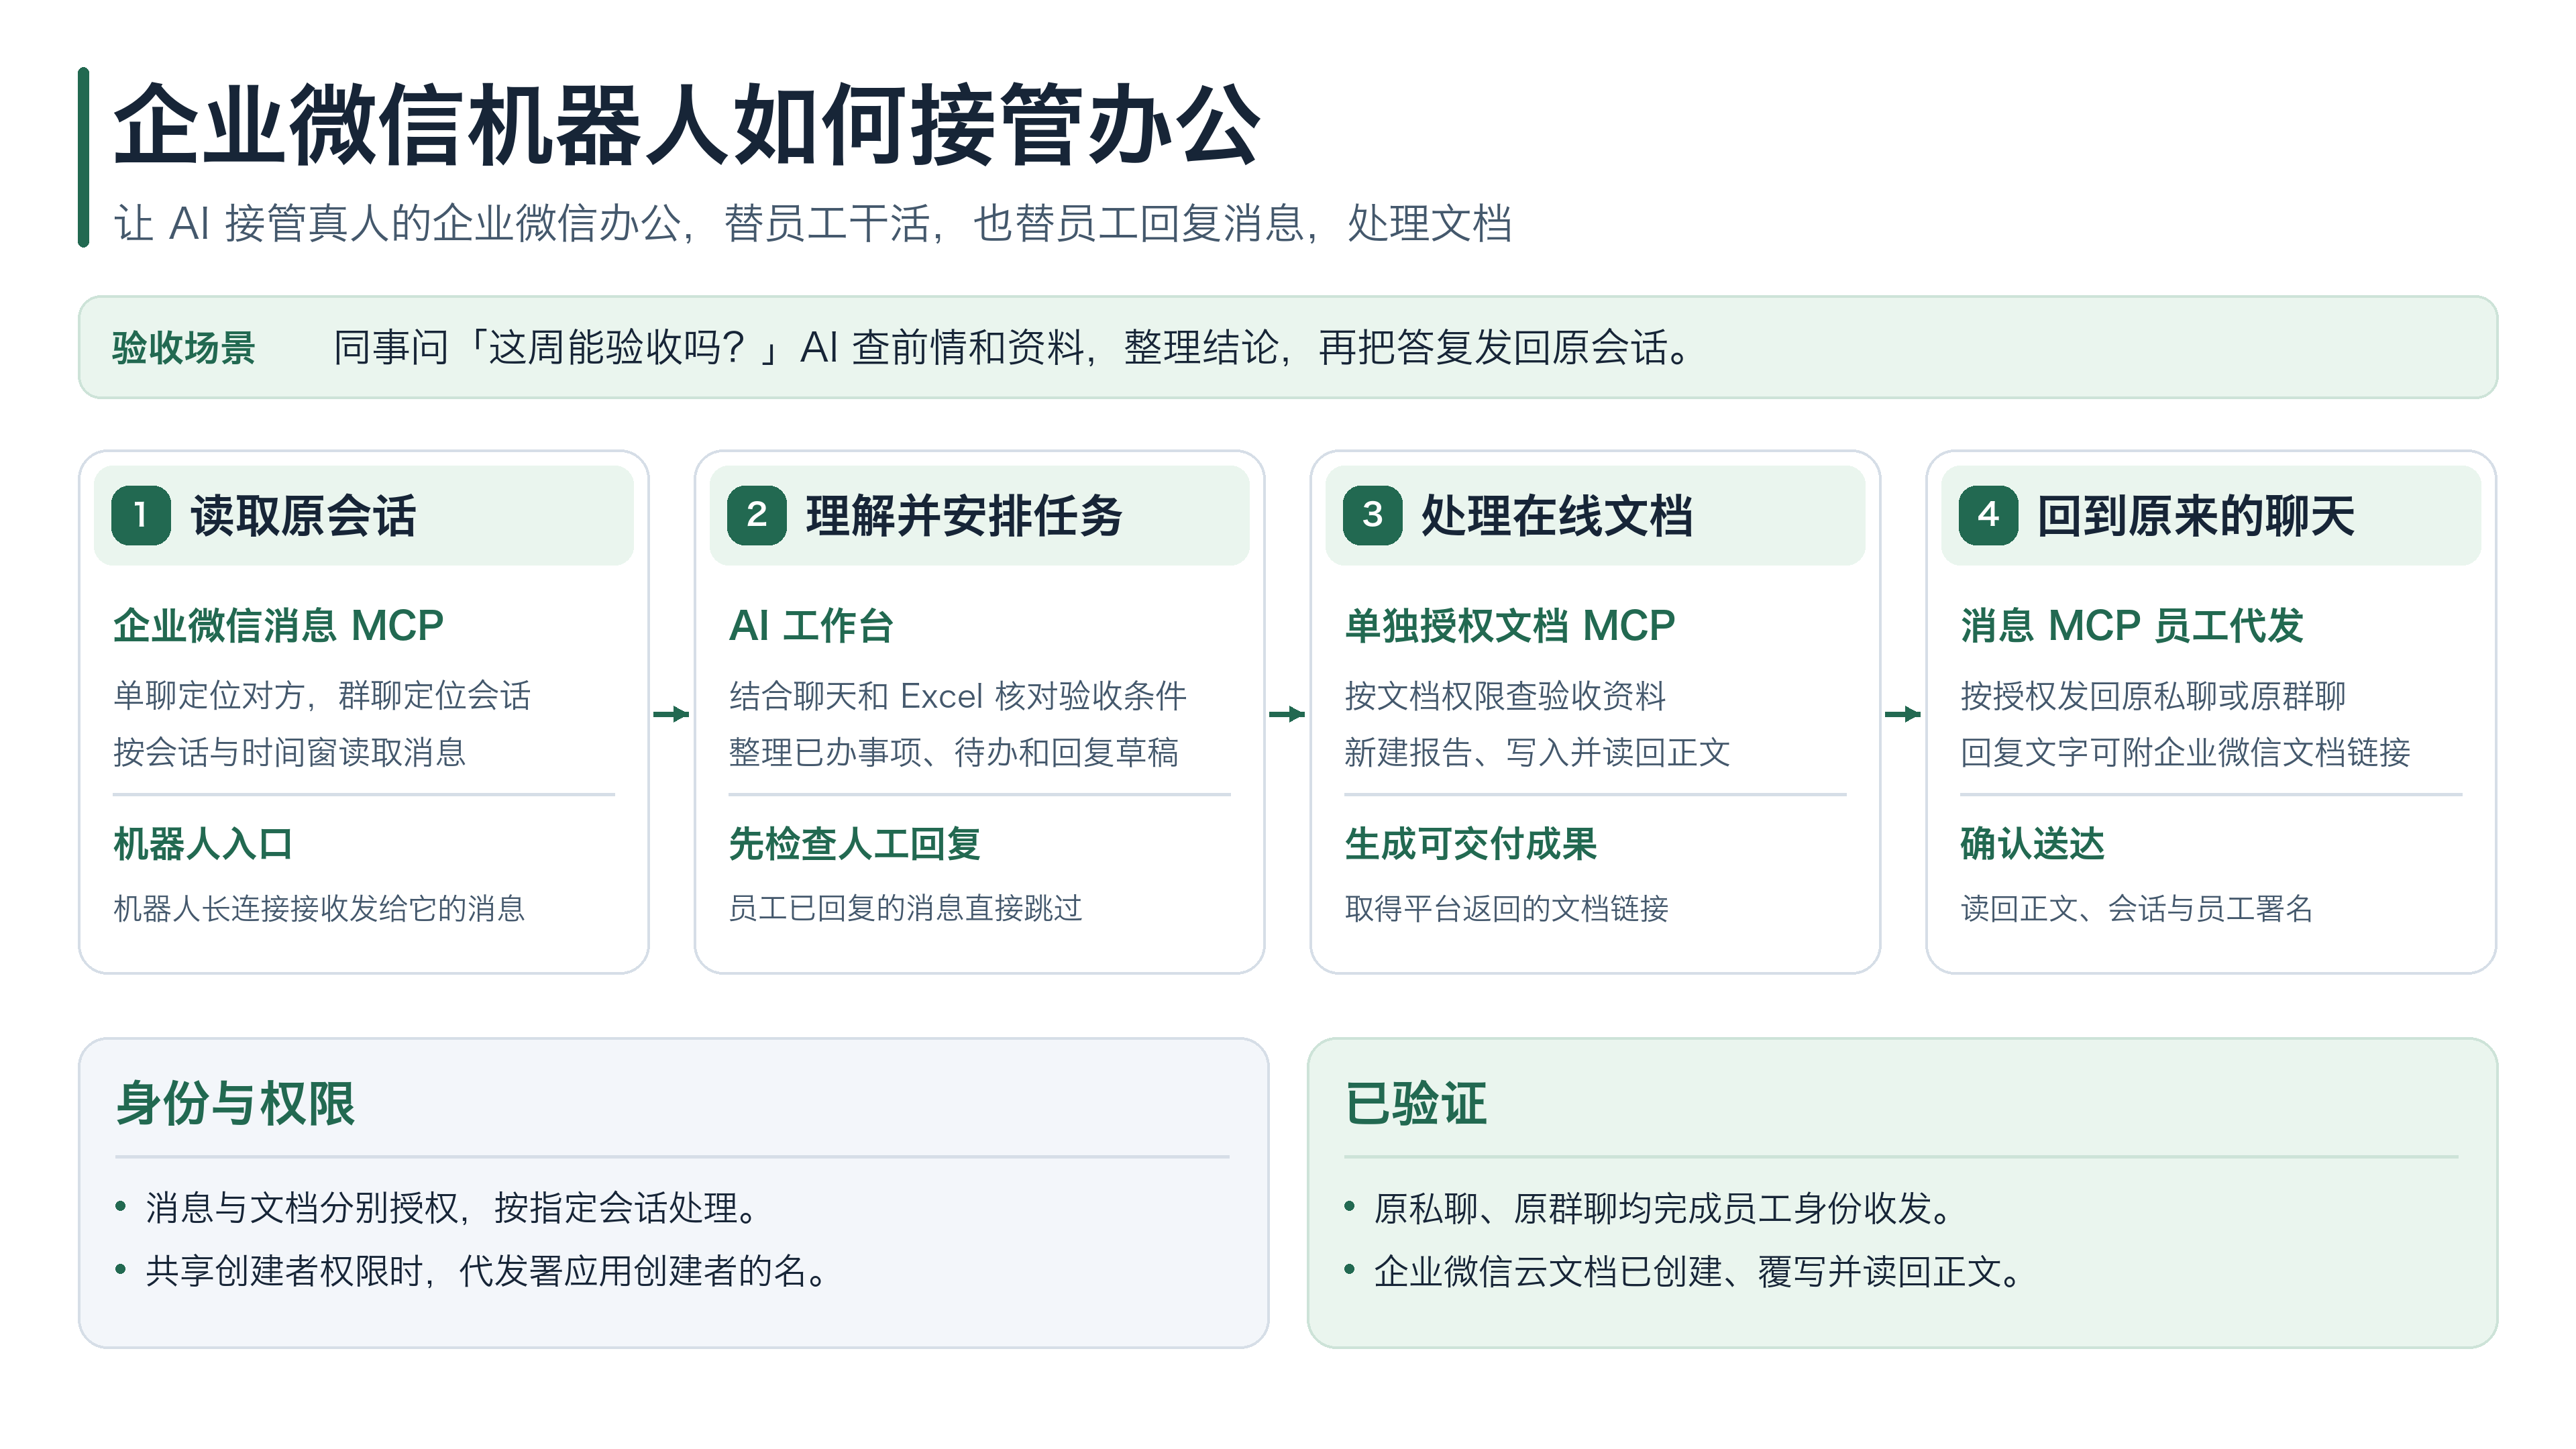 企业微信机器人如何接管办公
让 AI 接管真人的企业微信办公，替员工干活，也替员工回复消息，处理文档
验收场景 同事问「这周能验收吗？」AI 查前情和资料，整理结论，再把答复发回原会话。
1 读取原会话
企业微信消息 MCP
单聊定位对方，群聊定位会话
按会话与时间窗读取消息
机器人入口
机器人长连接接收发给它的消息
2 理解并安排任务
AI 工作台
结合聊天和 Excel 核对验收条件
整理已办事项、待办和回复草稿
先检查人工回复
员工已回复的消息直接跳过
3 处理在线文档
单独授权文档 MCP
按文档权限查验收资料
新建报告、写入并读回正文
生成可交付成果
取得平台返回的文档链接
4 回到原来的聊天
消息 MCP 员工代发
按授权发回原私聊或原群聊
回复文字可附企业微信文档链接
确认送达
读回正文、会话与员工署名
身份与权限
• 消息与文档分别授权，按指定会话处理。
• 共享创建者权限时，代发署应用创建者的名。
已验证
• 原私聊、原群聊均完成员工身份收发。
• 企业微信云文档已创建、覆写并读回正文。